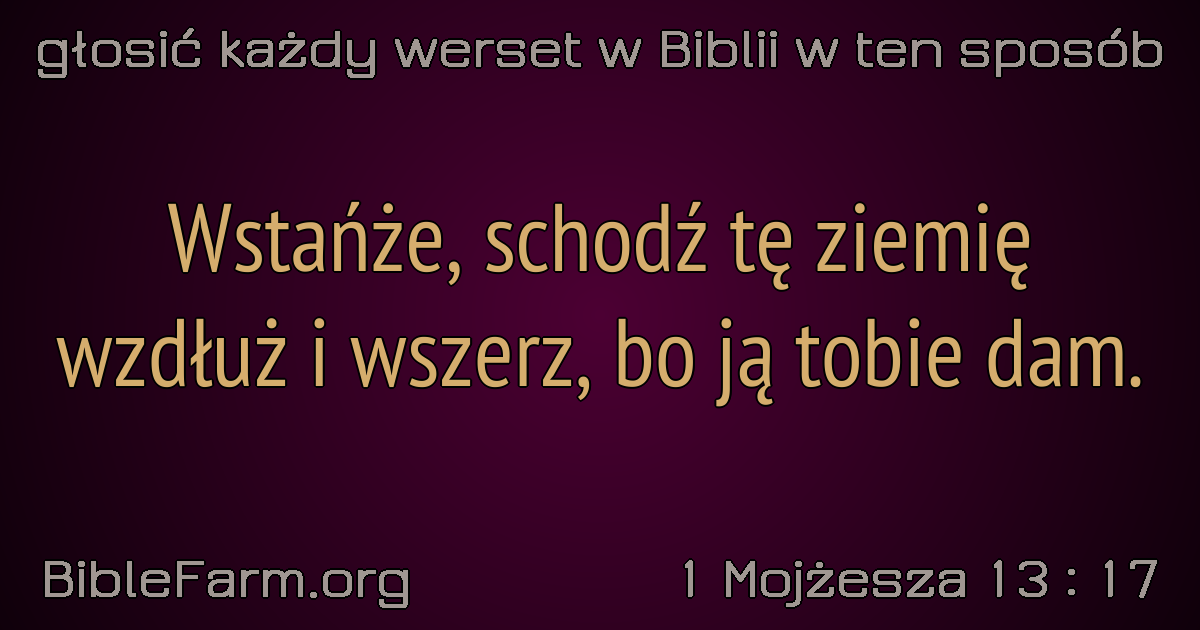 głosić każdy werset w Biblii w ten sposób
Wstańże, schodź tę ziemię
wzdłuż i wszerz, bo ją tobie dam.
BibleFarm.org
1 Mojżesza 13 : 17